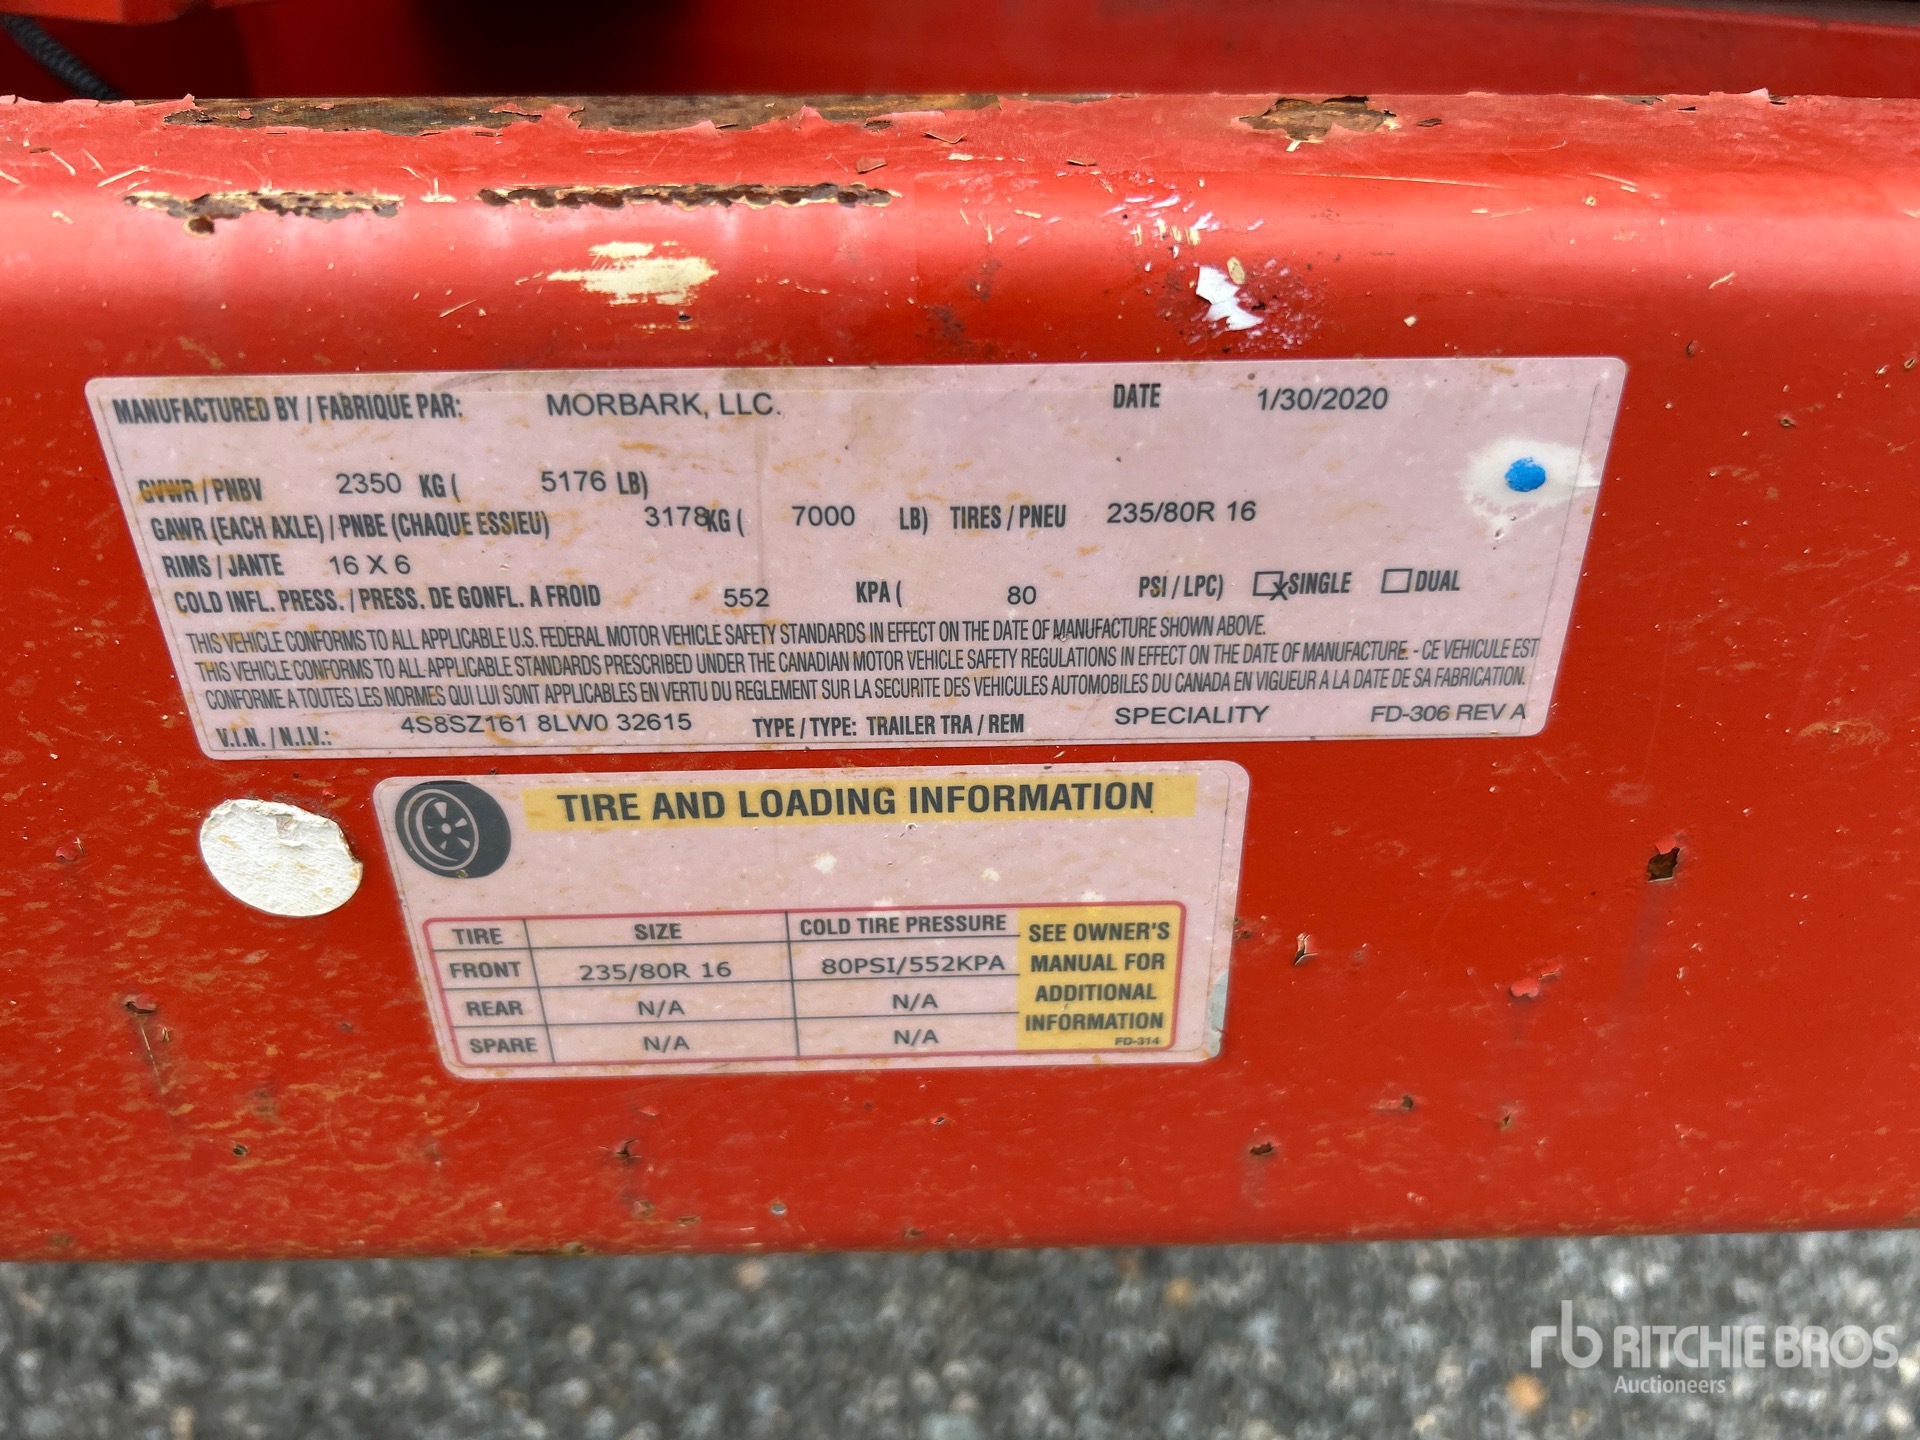 MANUFACTURED BY / FABRIQUE PAR: MORBARK, LLC. DATE 1/30/2020
GVWR / PNBV 2350 KG ( 5176 LB)
GAWR (EACH AXLE) / PNBE (CHAQUE ESSIEU) 3178 KG ( 7000 LB) TIRES / PNEU 235/80R 16
RIMS / JANTE 16 X 6
COLD INFL. PRESS. / PRESS. DE GONFL. A FROID 552 KPA ( 80 PSI / LPC) X SINGLE DUAL
THIS VEHICLE CONFORMS TO ALL APPLICABLE U.S. FEDERAL MOTOR VEHICLE SAFETY STANDARDS IN EFFECT ON THE DATE OF MANUFACTURE SHOWN ABOVE.
THIS VEHICLE CONFORMS TO ALL APPLICABLE STANDARDS PRESCRIBED UNDER THE CANADIAN MOTOR VEHICLE SAFETY REGULATIONS IN EFFECT ON THE DATE OF MANUFACTURE. - CE VEHICULE EST
CONFORME A TOUTES LES NORMES QUI LUI SONT APPLICABLES EN VERTU DU REGLEMENT SUR LA SECURITE DES VEHICULES AUTOMOBILES DU CANADA EN VIGUEUR A LA DATE DE SA FABRICATION.
V.I.N. / N.I.V.: 4S8SZ161 8LW0 32615 TYPE / TYPE: TRAILER TRA / REM SPECIALITY FD-306 REV A
TIRE AND LOADING INFORMATION
TIRE SIZE COLD TIRE PRESSURE
FRONT 235/80R 16 80PSI/552KPA
REAR N/A N/A
SPARE N/A N/A
SEE OWNER'S
MANUAL FOR
ADDITIONAL
INFORMATION
FD-314
rb RITCHIE BROS
Auctioneers